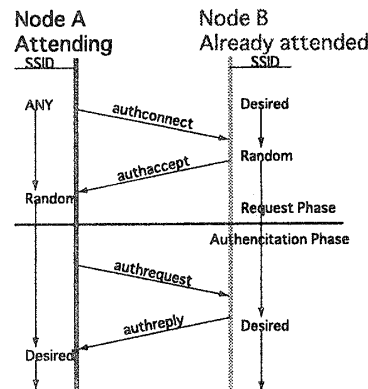 Node A
Attending
SSID
Node B
Already attended
SSID
ANY
authconnect
Desired
authaccept
Random
Random
Request Phase
Authencitation Phase
authrequest
authreply
Desired
Desired